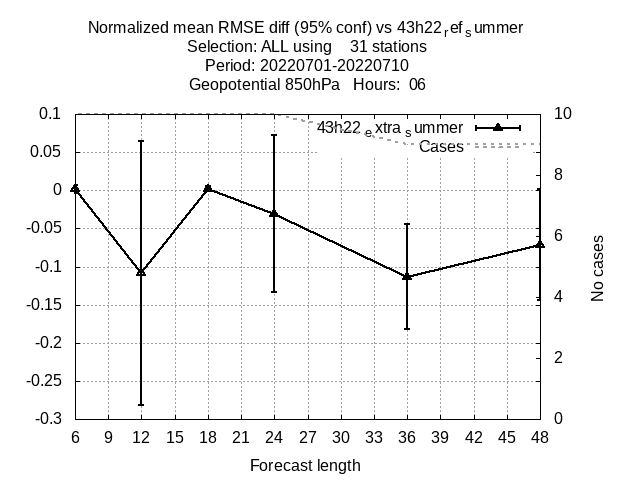 Normalized mean RMSE diff (95% conf) vs 43h22ref summer
Selection: ALL using 31 stations
Period: 20220701-20220710
Geopotential 850hPa Hours: 06
43h22extra summer
Cases
0.1
0.05
0
-0.05
-0.1
-0.15
-0.2
-0.25
-0.3
10
8
6
4
2
0
No cases
6 9 12 15 18 21 24 27 30 33 36 39 42 45 48
Forecast length